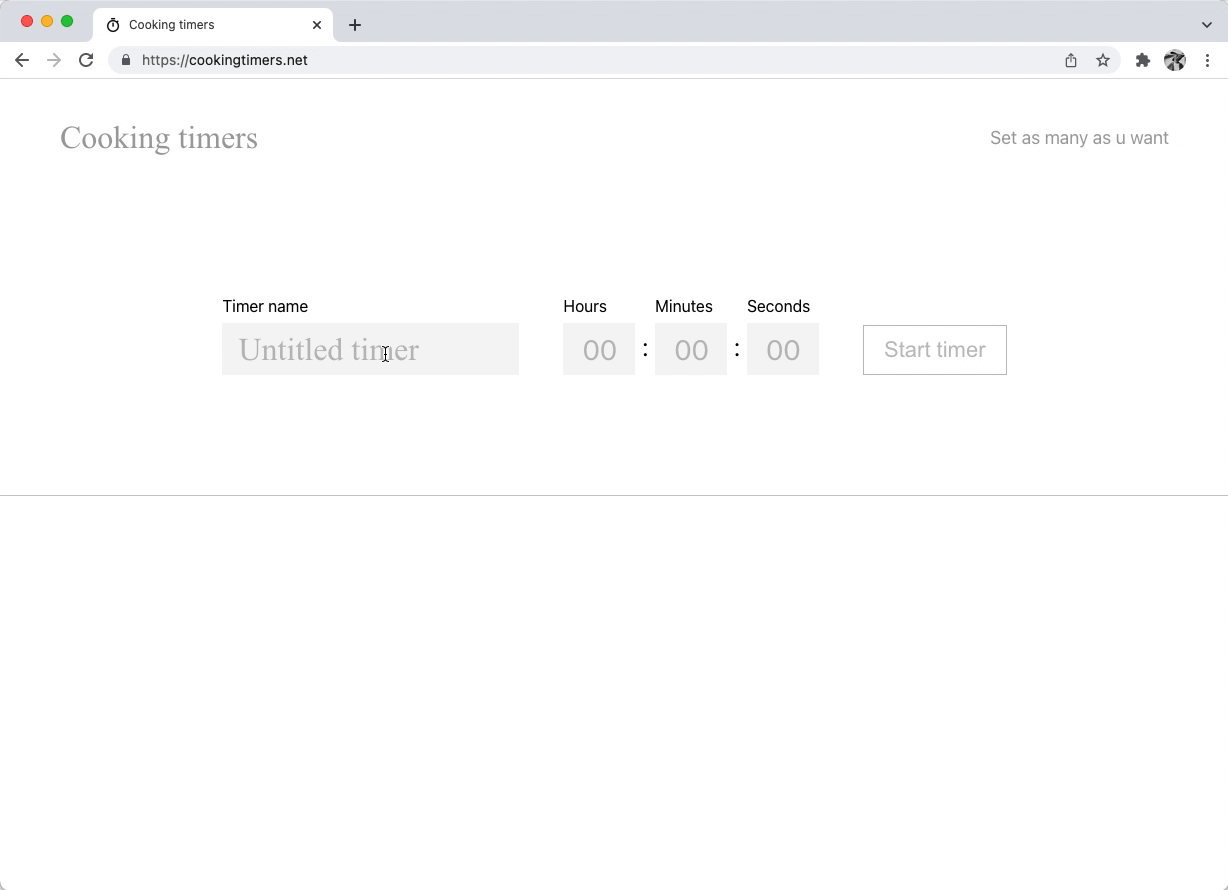 Cooking timers
https://cookingtimers.net
Cooking timers
Set as many as u want
Timer name
Hours
Minutes
Seconds
Untitled timer
00 : 00 : 00
Start timer